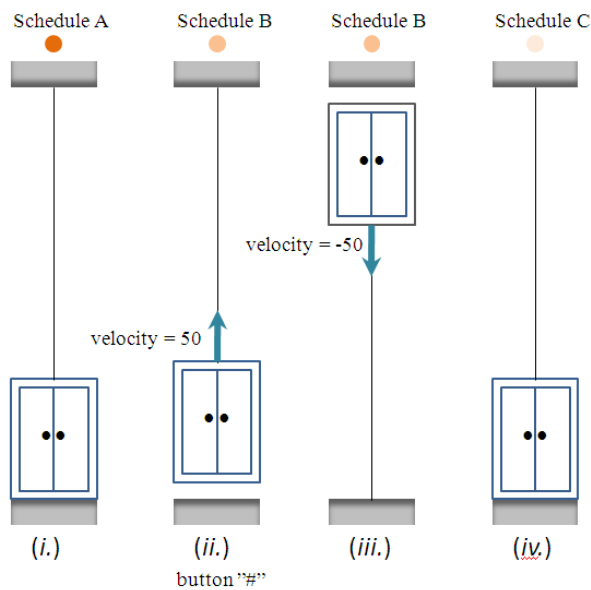 Schedule A
Schedule B
Schedule B
Schedule C
velocity = -50
velocity = 50
(i.)
(ii.)
(iii.)
(iv.)
button ”#”